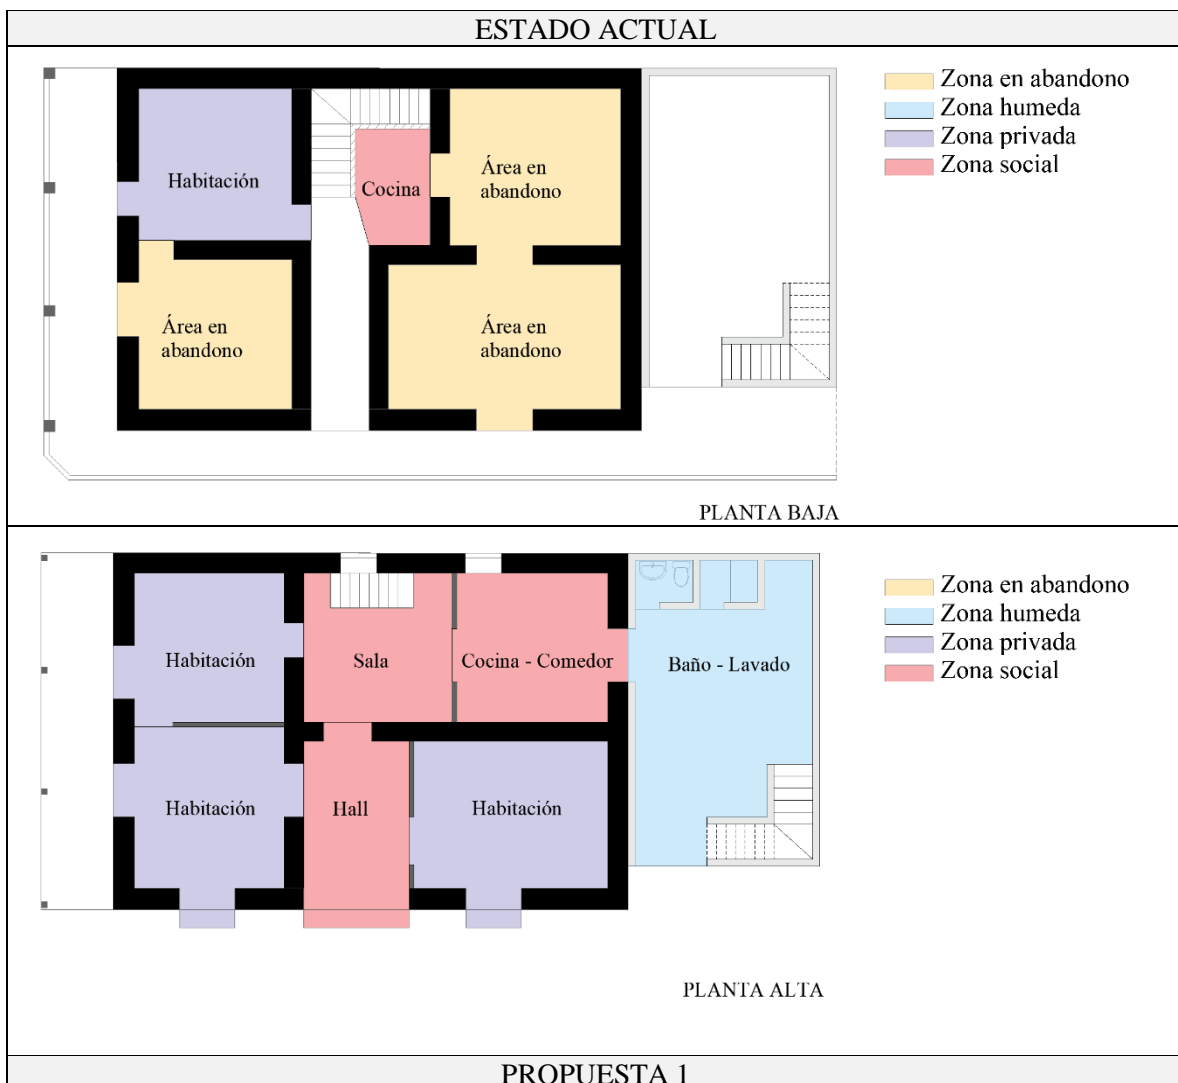 ESTADO ACTUAL
Zona en abandono
Zona humeda
Zona privada
Zona social
Habitación
Cocina
Área en
abandono
Área en
abandono
Área en
abandono
PLANTA BAJA
Zona en abandono
Zona humeda
Zona privada
Zona social
Habitación
Sala
Cocina - Comedor
Baño - Lavado
Habitación
Hall
Habitación
PLANTA ALTA
PROPUESTA 1